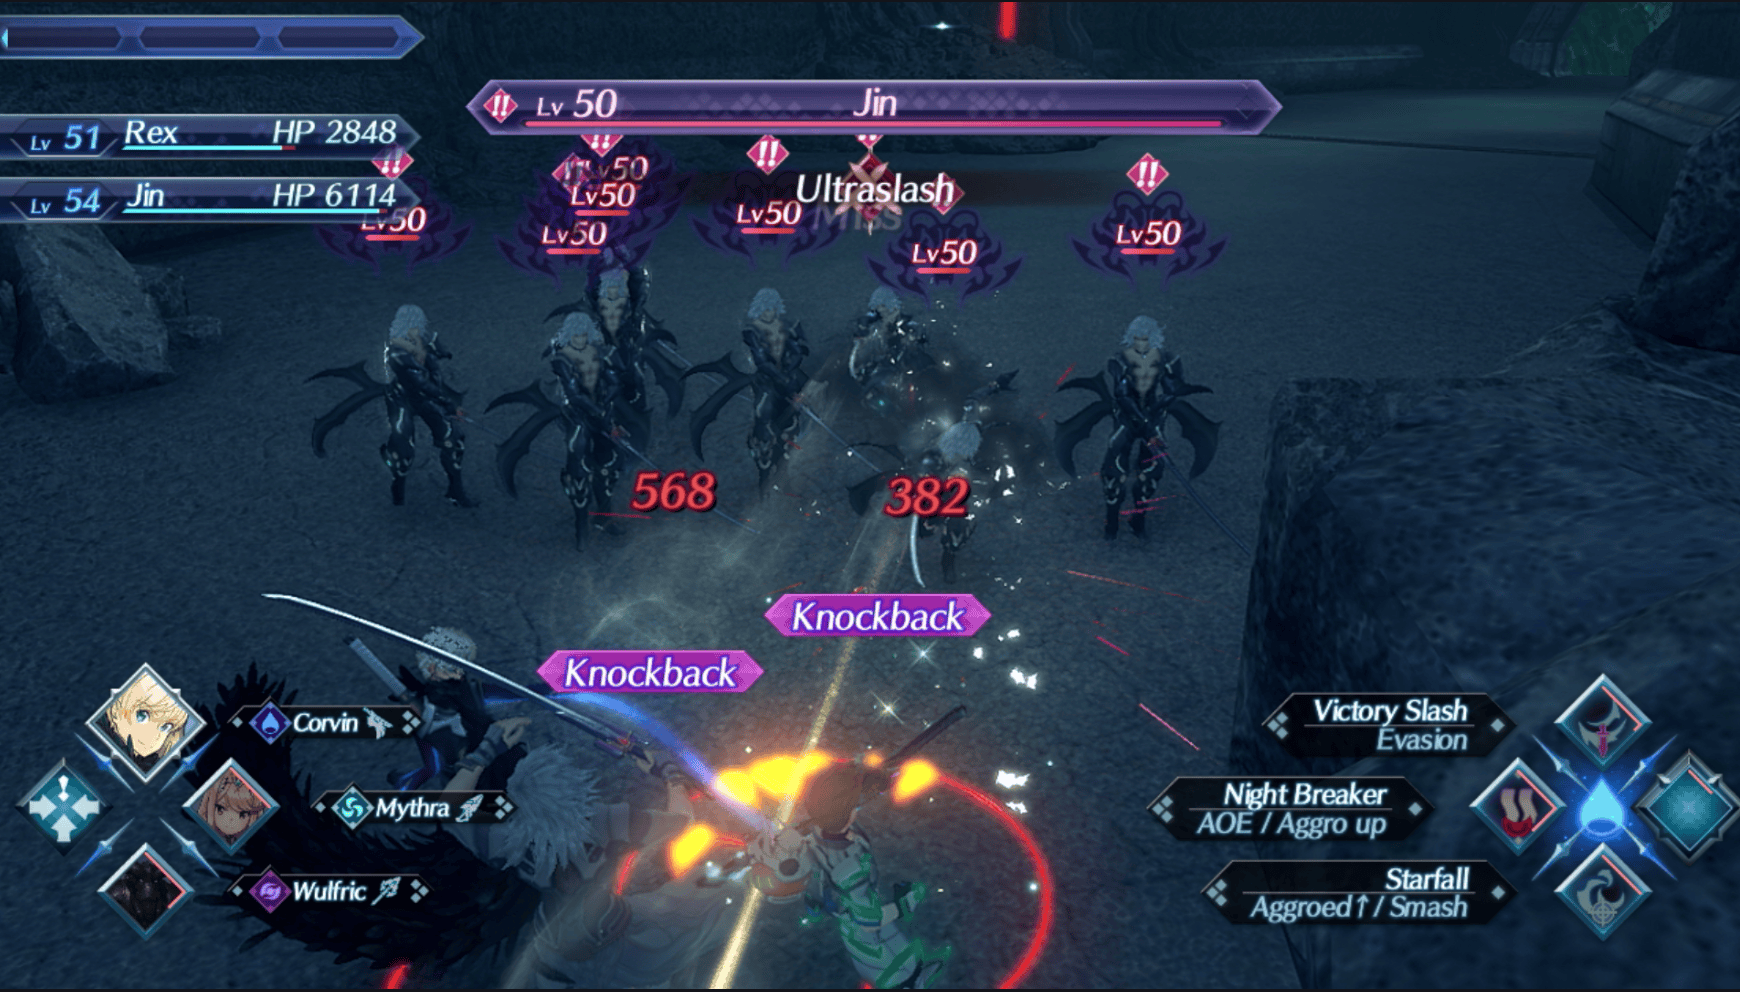 !! Lv 50 Jin
Lv 51 Rex HP 2848
Lv 54 Jin HP 6114
!!
!!
!!
!!
Lv50
Lv50
Lv50
Lv50
Lv50
Lv50
Lv50
Ultraslash
Miss
568
382
Knockback
Knockback
Corvin
Mythra
Wulfric
Victory Slash
Evasion
Night Breaker
AOE / Aggro up
Starfall
Aggroed↑ / Smash